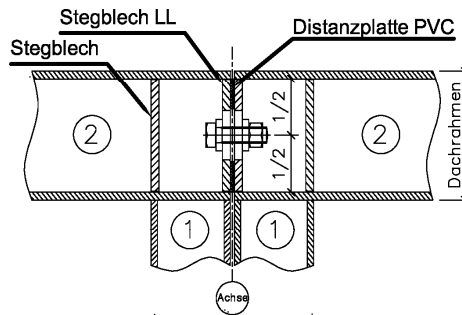 Stegblech LL
Distanzplatte PVC
Stegblech
1/2
1/2
2
2
Dachrahmen
1
1
Achse